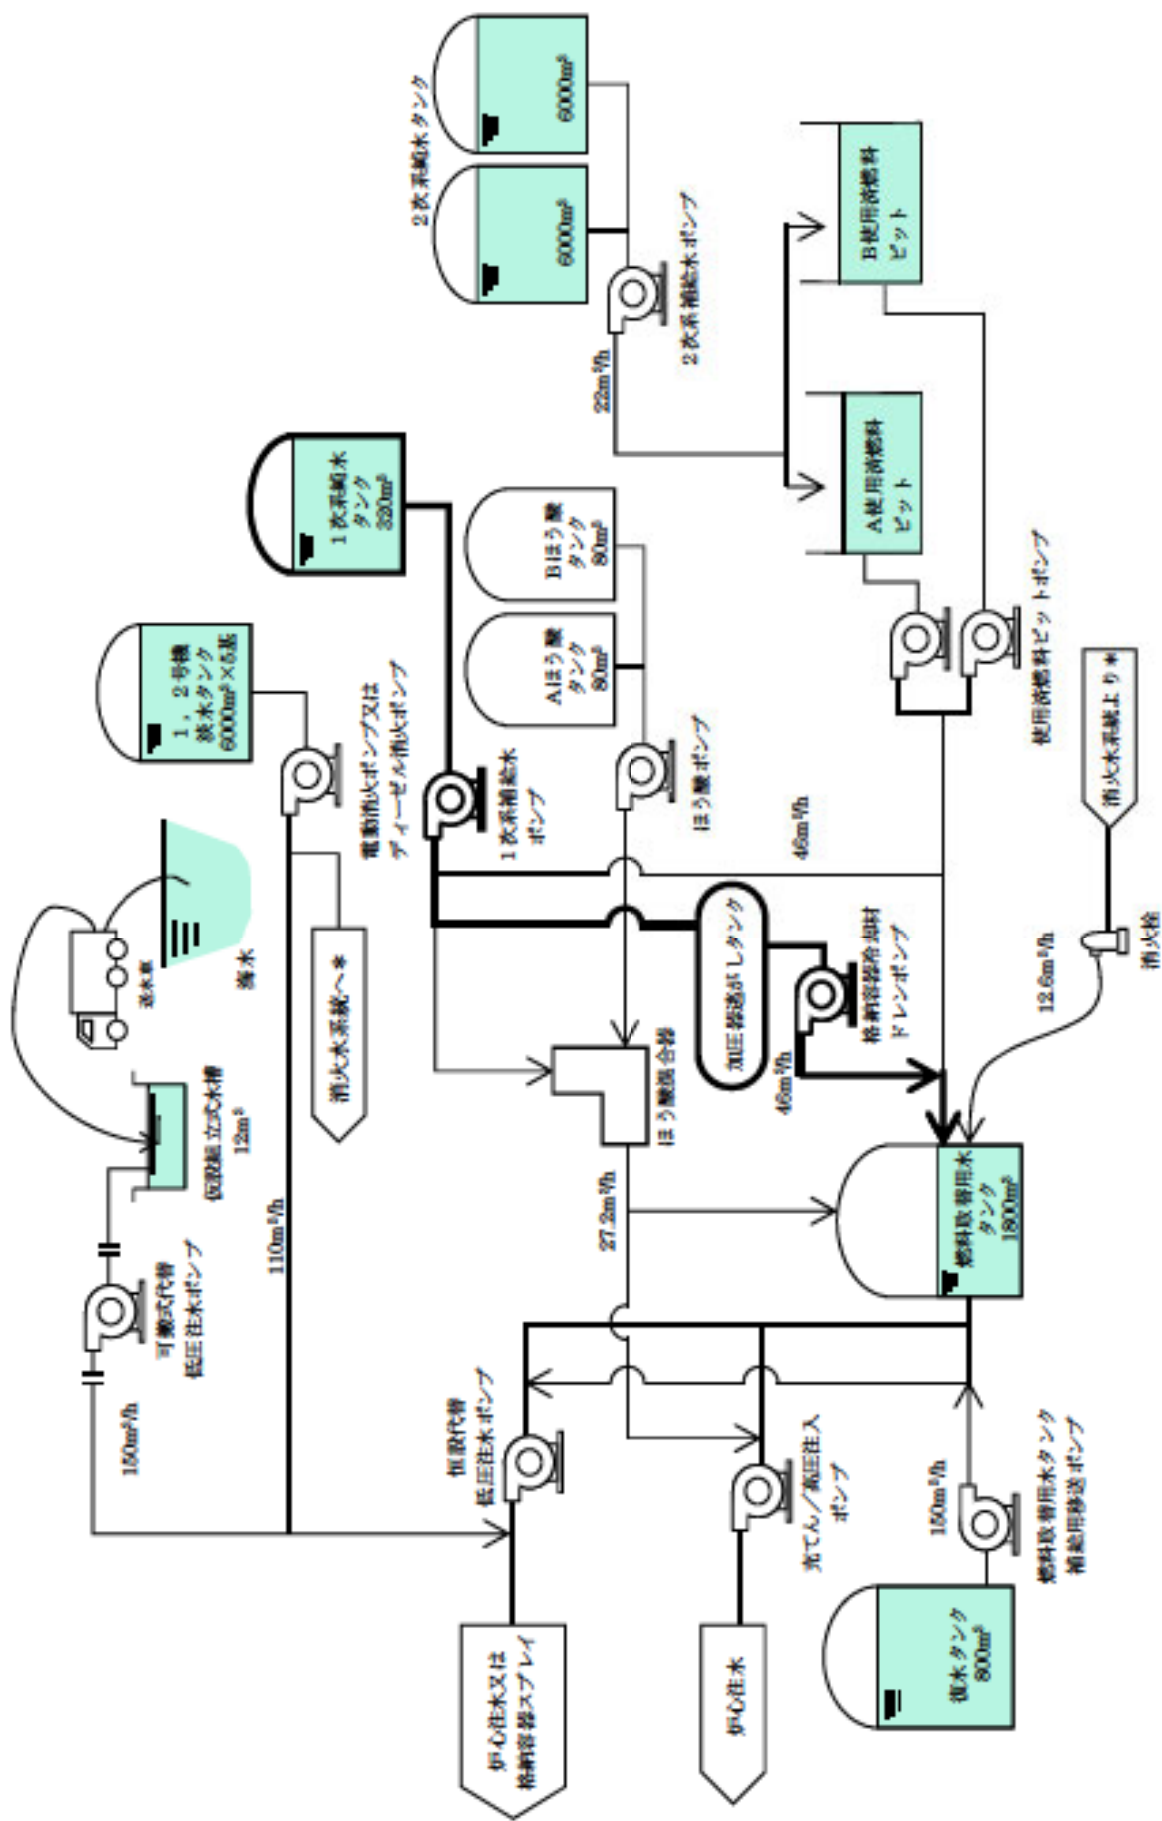 2次系純水タンク
6000m³
6000m³
2次系補給水ポンプ
22m³/h
B使用済燃料
ピット
A使用済燃料
ピット
使用済燃料ピットポンプ
1次系純水
タンク
320m³
Bほう酸
タンク
80m³
Aほう酸
タンク
80m³
ほう酸ポンプ
1,2号機
淡水タンク
6000m³×5基
電動消火ポンプ又は
ディーゼル消火ポンプ
1次系補給水
ポンプ
46m³/h
消火水系統より*
消火栓
12.6m³/h
送水車
海水
消火水系統へ*
加圧器逃がしタンク
格納容器冷却材
ドレンポンプ
46m³/h
ほう酸混合器
27.2m³/h
仮設組立式水槽
12m³
110m³/h
可搬式代替
低圧注水ポンプ
150m³/h
燃料取替用水
タンク
1800m³
恒設代替
低圧注水ポンプ
充てん/高圧注入
ポンプ
150m³/h
燃料取替用水タンク
補給用移送ポンプ
復水タンク
800m³
炉心注水又は
格納容器スプレイ
炉心注水